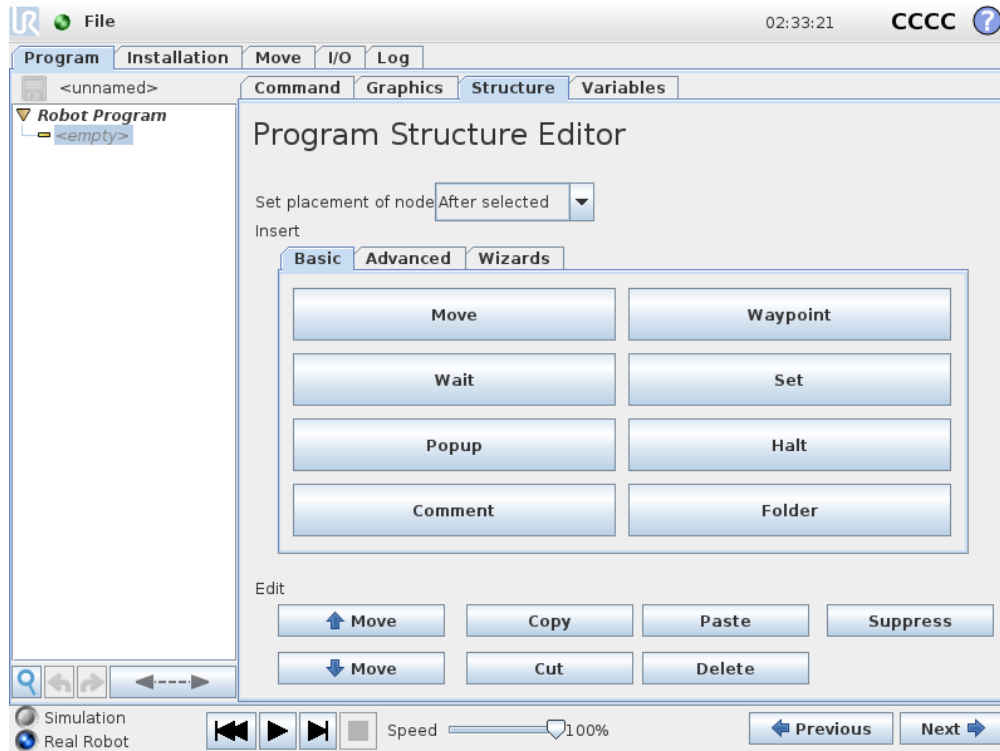 UR File 02:33:21 CCCC ?
Program Installation Move I/O Log
<unnamed> Command Graphics Structure Variables
Robot Program
<empty>
Program Structure Editor
Set placement of node After selected
Insert
Basic Advanced Wizards
Move Waypoint
Wait Set
Popup Halt
Comment Folder
Edit
Move Copy Paste Suppress
Move Cut Delete
Simulation
Real Robot
Speed 100% Previous Next